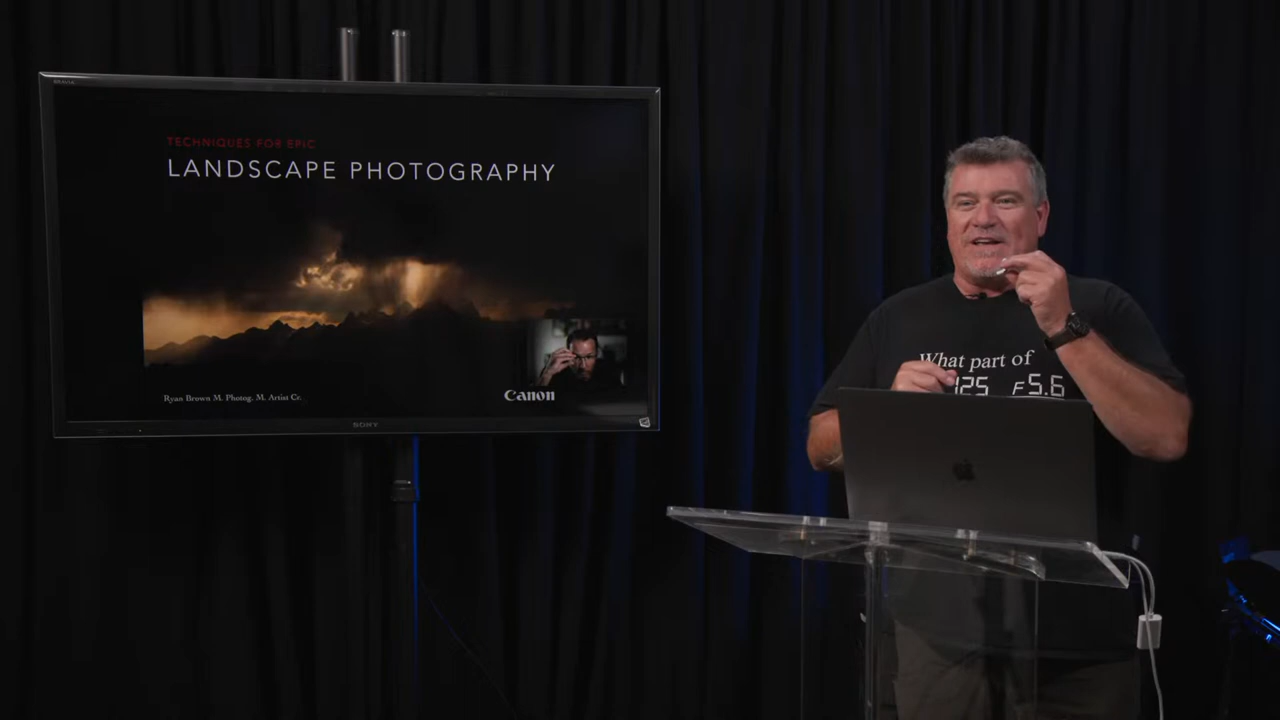 TECHNIQUES FOR EPIC
LANDSCAPE PHOTOGRAPHY
Ryan Brown M. Photog. M. Artist Cr.
Canon
SONY
What part of
125 F5.6